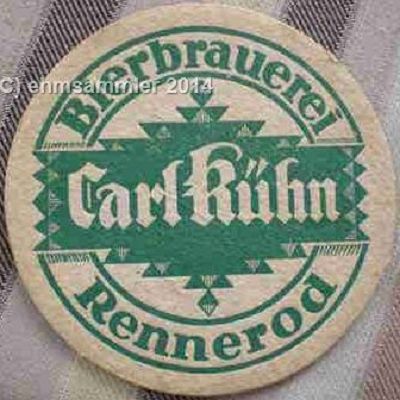 Bierbrauerei
(C) enmsammler 2014
Carl Kühn
Rennerod